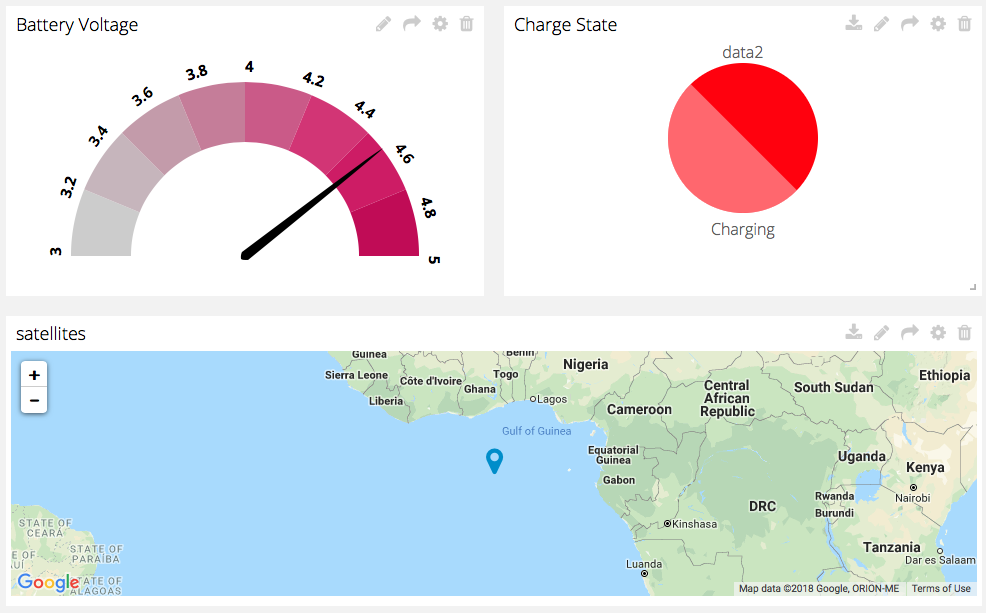 Battery Voltage
3
3.2
3.4
3.6
3.8
4
4.2
4.4
4.6
4.8
5
Charge State
data2
Charging
satellites
+
−
Guinea
Sierra Leone
Liberia
Côte d'Ivoire
Ghana
Togo
Benin
Lagos
Nigeria
Cameroon
Central
African
Republic
South Sudan
Ethiopia
Gulf of Guinea
Equatorial
Guinea
Gabon
Uganda
Kenya
Nairobi
Rwanda
Burundi
DRC
Kinshasa
Tanzania
Dar es Salaam
Luanda
STATE OF
CEARÁ
STATE OF
PARAÍBA
E OF
UÍ
STATE OF
ALAGOAS
Google
Map data ©2018 Google, ORION-ME
Terms of Use